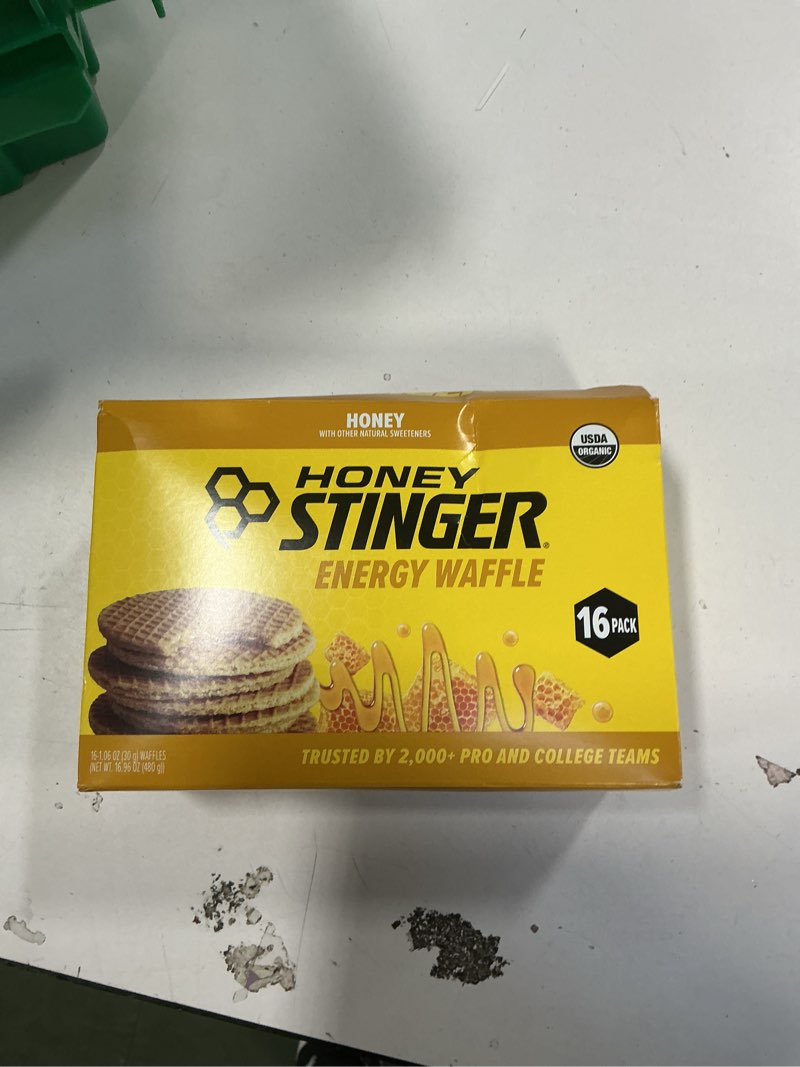 HONEY
WITH OTHER NATURAL SWEETENERS
USDA
ORGANIC
HONEY
STINGER®
ENERGY WAFFLE
16 PACK
16-1.06 OZ (30 g) WAFFLES
(NET WT. 16.96 OZ (480 g))
TRUSTED BY 2,000+ PRO AND COLLEGE TEAMS